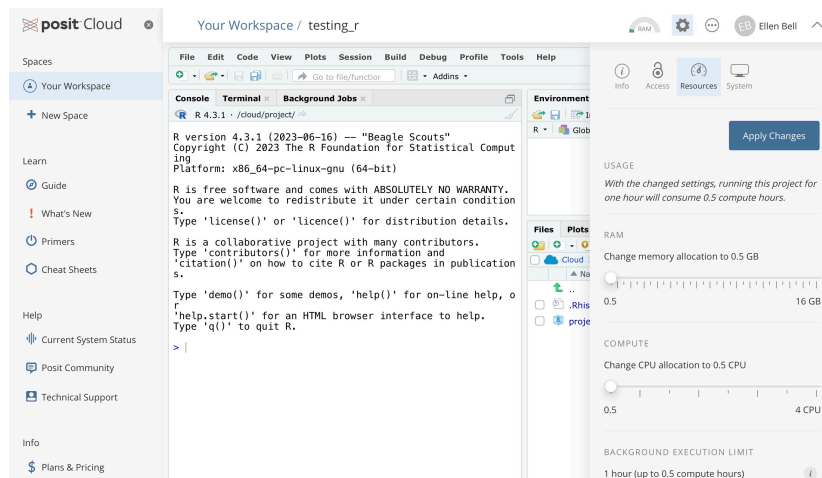 posit Cloud
Your Workspace / testing_r
RAM
EB Ellen Bell
Spaces
Your Workspace
New Space
Learn
Guide
What's New
Primers
Cheat Sheets
Help
Current System Status
Posit Community
Technical Support
Info
Plans & Pricing
File Edit Code View Plots Session Build Debug Profile Tools Help
Go to file/function Addins
Console Terminal Background Jobs
R 4.3.1 · /cloud/project/
R version 4.3.1 (2023-06-16) -- "Beagle Scouts"
Copyright (C) 2023 The R Foundation for Statistical Comput
ing
Platform: x86_64-pc-linux-gnu (64-bit)
R is free software and comes with ABSOLUTELY NO WARRANTY.
You are welcome to redistribute it under certain condition
s.
Type 'license()' or 'licence()' for distribution details.
R is a collaborative project with many contributors.
Type 'contributors()' for more information and
'citation()' on how to cite R or R packages in publication
s.
Type 'demo()' for some demos, 'help()' for on-line help, o
r
'help.start()' for an HTML browser interface to help.
Type 'q()' to quit R.
>
Environment
R Glob
Files Plots
Cloud
Na
..
.Rhis
proje
Info Access Resources System
Apply Changes
USAGE
With the changed settings, running this project for
one hour will consume 0.5 compute hours.
RAM
Change memory allocation to 0.5 GB
0.5 16 GB
COMPUTE
Change CPU allocation to 0.5 CPU
0.5 4 CPU
BACKGROUND EXECUTION LIMIT
1 hour (up to 0.5 compute hours)